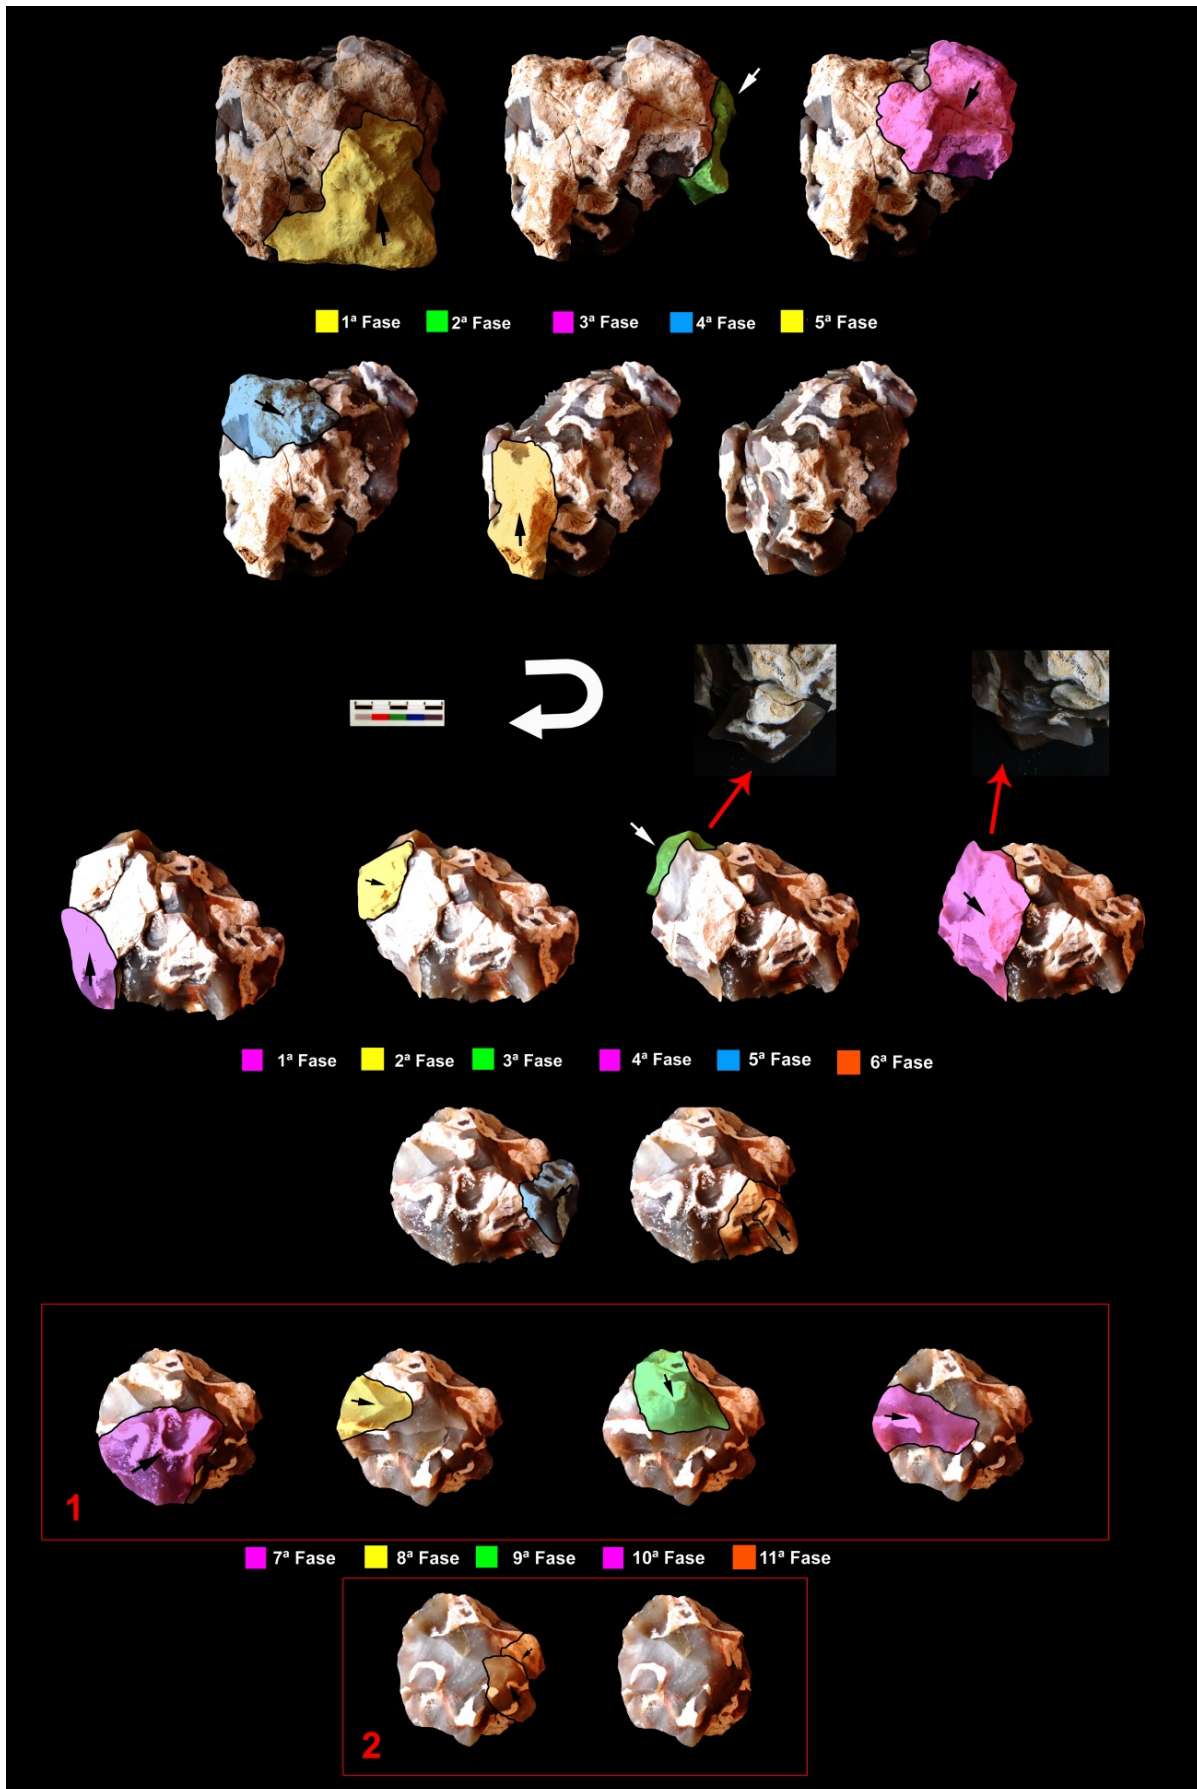 1ª Fase 2ª Fase 3ª Fase 4ª Fase 5ª Fase
1ª Fase 2ª Fase 3ª Fase 4ª Fase 5ª Fase 6ª Fase
1
7ª Fase 8ª Fase 9ª Fase 10ª Fase 11ª Fase
2